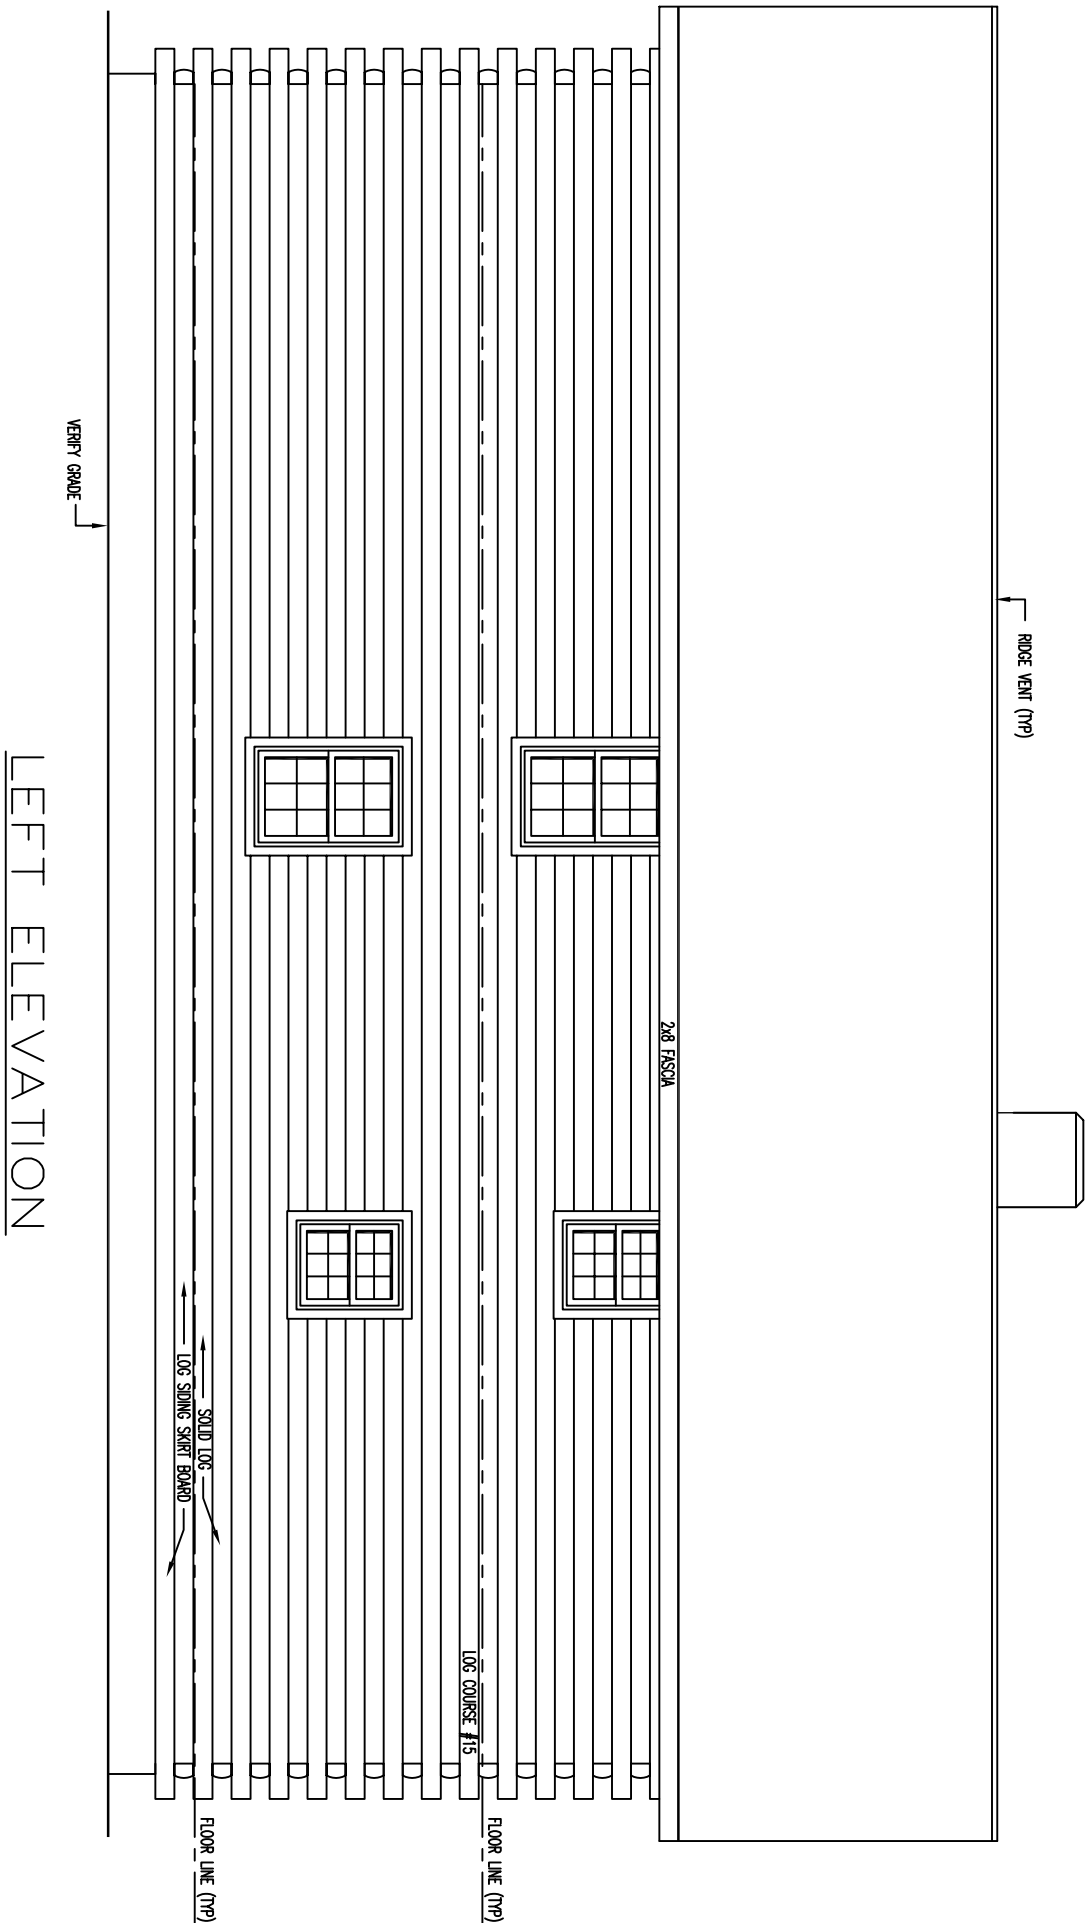 RIDGE VENT (TYP)
2x8 FASCIA
FLOOR LINE (TYP)
LOG COURSE #15
SOLID LOG
LOG SIDING SKIRT BOARD
FLOOR LINE (TYP)
VERIFY GRADE
LEFT ELEVATION